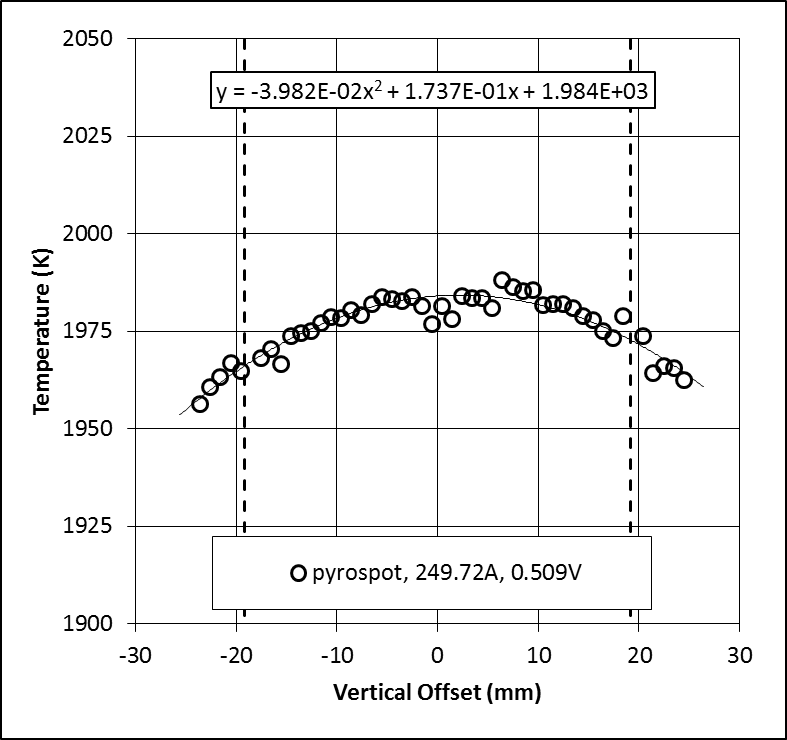 2050
y = -3.982E-02x² + 1.737E-01x + 1.984E+03
2025
2000
1975
1950
1925
1900
Temperature (K)
pyrospot, 249.72A, 0.509V
-30 -20 -10 0 10 20 30
Vertical Offset (mm)